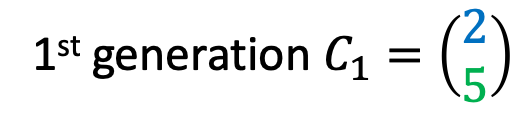 1st generation C₁ = (2
5)